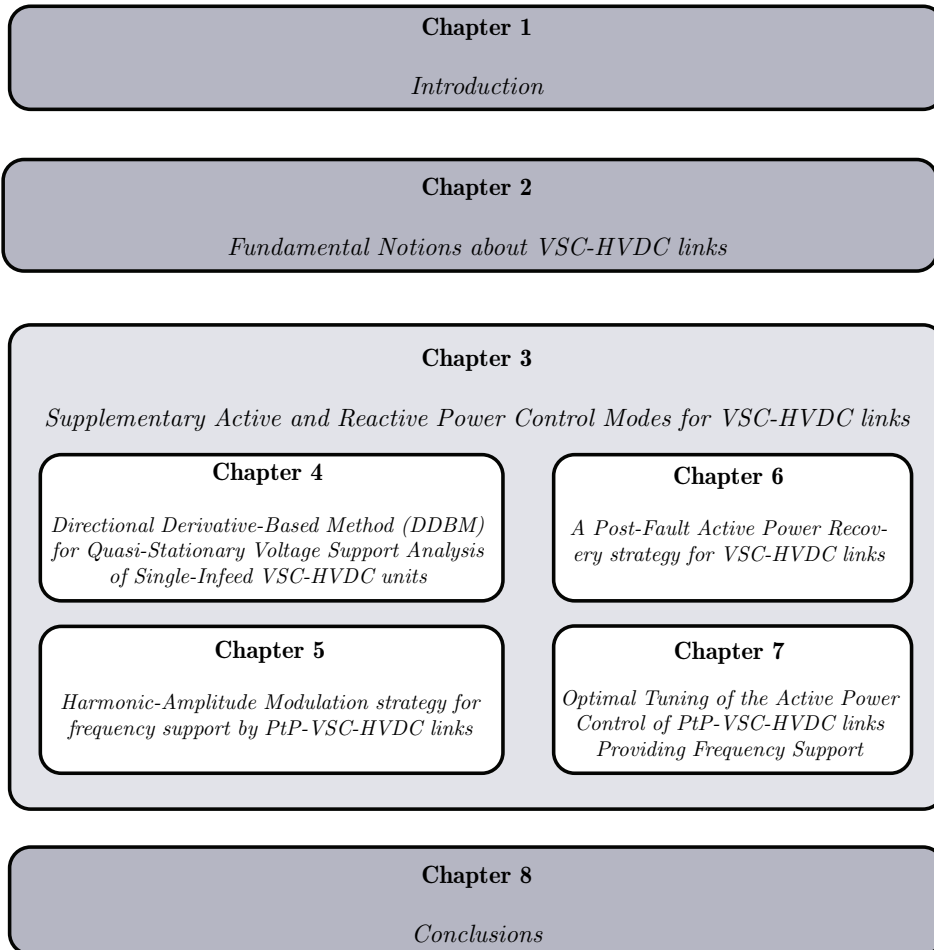 Chapter 1
Introduction
Chapter 2
Fundamental Notions about VSC-HVDC links
Chapter 3
Supplementary Active and Reactive Power Control Modes for VSC-HVDC links
Chapter 4
Directional Derivative-Based Method (DDBM)
for Quasi-Stationary Voltage Support Analysis
of Single-Infeed VSC-HVDC units
Chapter 6
A Post-Fault Active Power Recov-
ery strategy for VSC-HVDC links
Chapter 5
Harmonic-Amplitude Modulation strategy for
frequency support by PtP-VSC-HVDC links
Chapter 7
Optimal Tuning of the Active Power
Control of PtP-VSC-HVDC links
Providing Frequency Support
Chapter 8
Conclusions